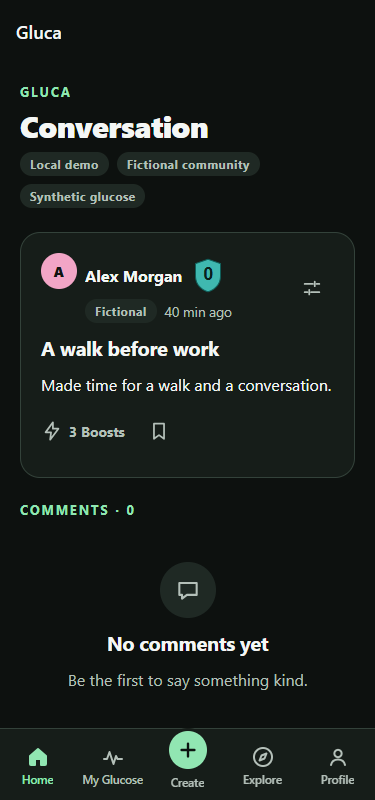 Gluca
GLUCA
Conversation
Local demo
Fictional community
Synthetic glucose
A
Alex Morgan
0
Fictional
40 min ago
A walk before work
Made time for a walk and a conversation.
3 Boosts
COMMENTS · 0
No comments yet
Be the first to say something kind.
Home
My Glucose
Create
Explore
Profile